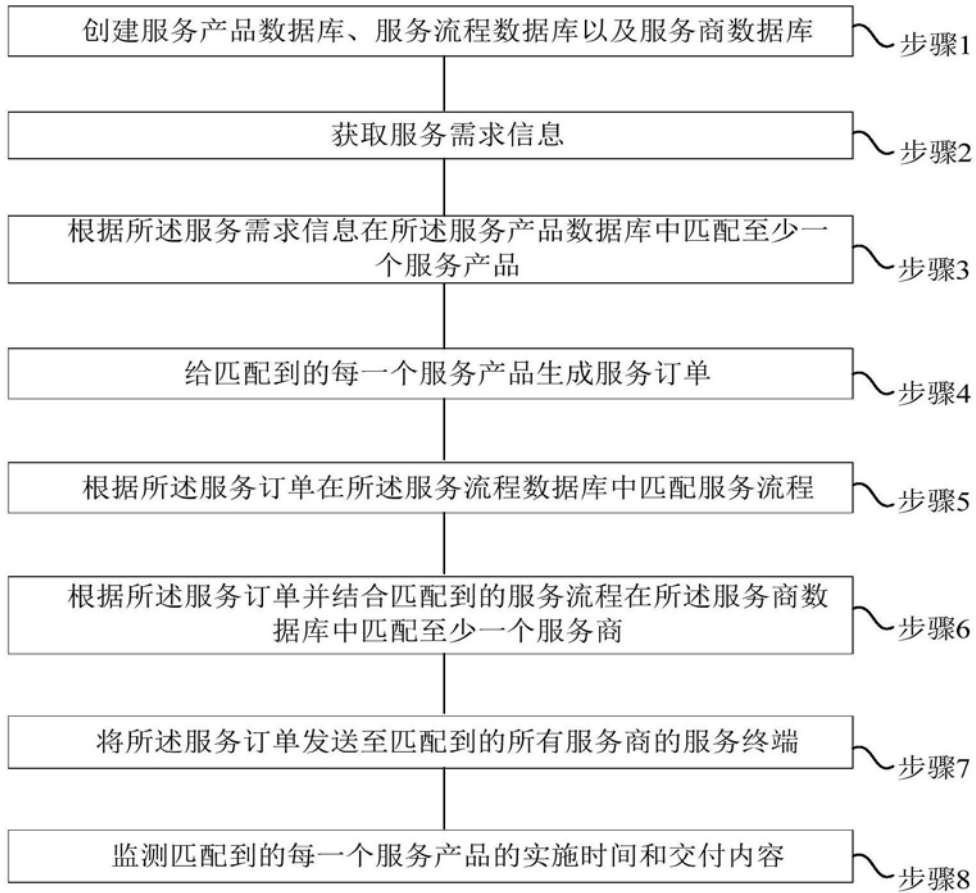 创建服务产品数据库、服务流程数据库以及服务商数据库
步骤1
获取服务需求信息
步骤2
根据所述服务需求信息在所述服务产品数据库中匹配至少一
个服务产品
步骤3
给匹配到的每一个服务产品生成服务订单
步骤4
根据所述服务订单在所述服务流程数据库中匹配服务流程
步骤5
根据所述服务订单并结合匹配到的服务流程在所述服务商数
据库中匹配至少一个服务商
步骤6
将所述服务订单发送至匹配到的所有服务商的服务终端
步骤7
监测匹配到的每一个服务产品的实施时间和交付内容
步骤8